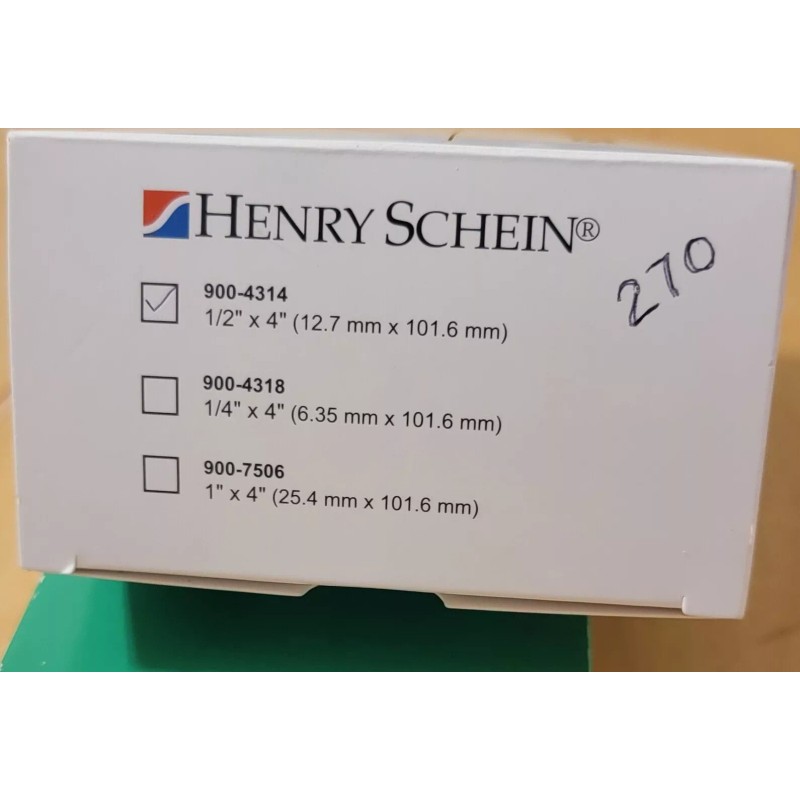 HENRY SCHEIN®
270
900-4314
1/2" x 4" (12.7 mm x 101.6 mm)
900-4318
1/4" x 4" (6.35 mm x 101.6 mm)
900-7506
1" x 4" (25.4 mm x 101.6 mm)